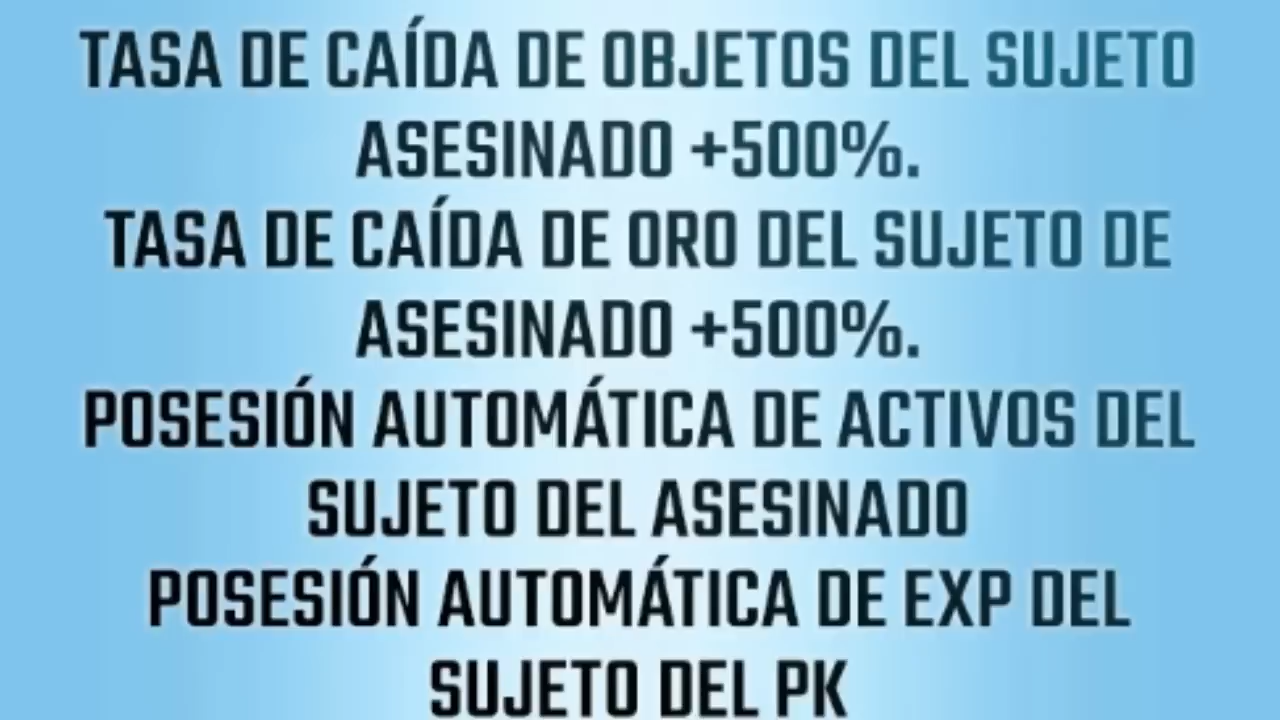 TASA DE CAÍDA DE OBJETOS DEL SUJETO
ASESINADO +500%.
TASA DE CAÍDA DE ORO DEL SUJETO DE
ASESINADO +500%.
POSESIÓN AUTOMÁTICA DE ACTIVOS DEL
SUJETO DEL ASESINADO
POSESIÓN AUTOMÁTICA DE EXP DEL
SUJETO DEL PK